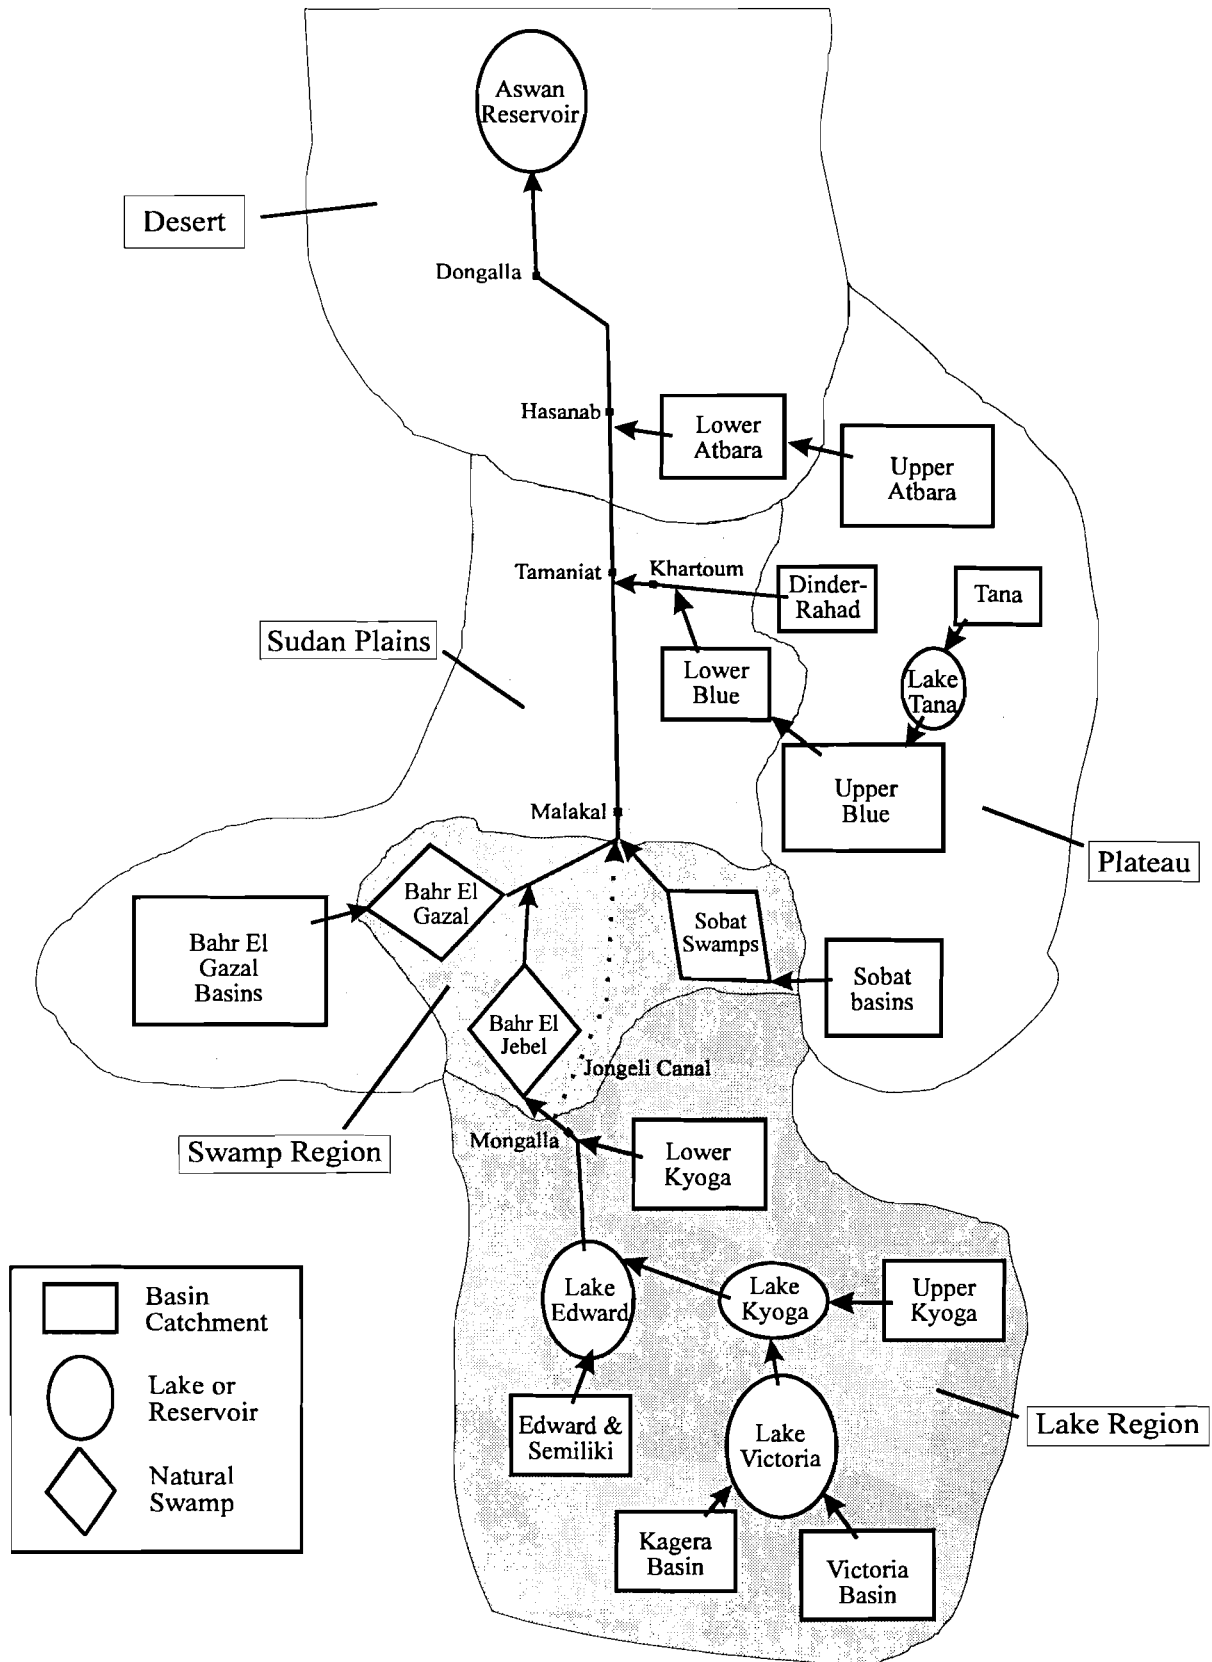 Aswan
Reservoir
Desert
Dongalla
Hasanab
Lower
Atbara
Upper
Atbara
Tamaniat
Khartoum
Dinder-
Rahad
Tana
Sudan Plains
Lower
Blue
Lake
Tana
Upper
Blue
Malakal
Plateau
Bahr El
Gazal
Sobat
Swamps
Bahr El
Gazal
Basins
Sobat
basins
Bahr El
Jebel
Jongeli Canal
Swamp Region
Mongalla
Lower
Kyoga
Lake
Edward
Lake
Kyoga
Upper
Kyoga
Basin
Catchment
Lake or
Reservoir
Natural
Swamp
Edward &
Semiliki
Lake
Victoria
Lake Region
Kagera
Basin
Victoria
Basin